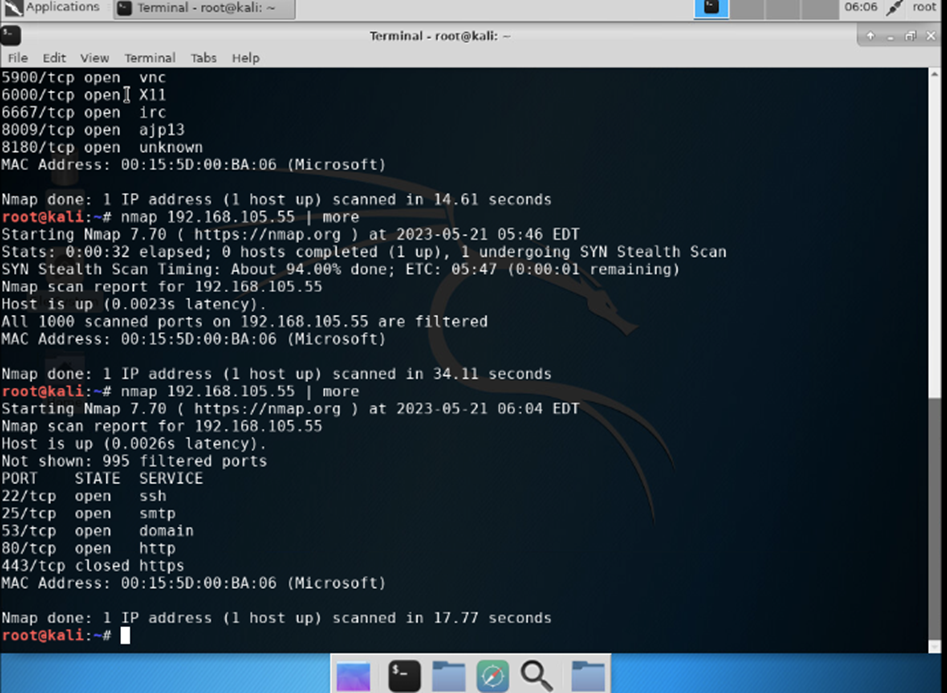 Applications
Terminal - root@kali: ~
06:06
root
Terminal - root@kali: ~
File Edit View Terminal Tabs Help
5900/tcp open  vnc
6000/tcp open  X11
6667/tcp open  irc
8009/tcp open  ajp13
8180/tcp open  unknown
MAC Address: 00:15:5D:00:BA:06 (Microsoft)
Nmap done: 1 IP address (1 host up) scanned in 14.61 seconds
root@kali:~# nmap 192.168.105.55 | more
Starting Nmap 7.70 ( https://nmap.org ) at 2023-05-21 05:46 EDT
Stats: 0:00:32 elapsed; 0 hosts completed (1 up), 1 undergoing SYN Stealth Scan
SYN Stealth Scan Timing: About 94.00% done; ETC: 05:47 (0:00:01 remaining)
Nmap scan report for 192.168.105.55
Host is up (0.0023s latency).
All 1000 scanned ports on 192.168.105.55 are filtered
MAC Address: 00:15:5D:00:BA:06 (Microsoft)
Nmap done: 1 IP address (1 host up) scanned in 34.11 seconds
root@kali:~# nmap 192.168.105.55 | more
Starting Nmap 7.70 ( https://nmap.org ) at 2023-05-21 06:04 EDT
Nmap scan report for 192.168.105.55
Host is up (0.0026s latency).
Not shown: 995 filtered ports
PORT    STATE  SERVICE
22/tcp  open   ssh
25/tcp  open   smtp
53/tcp  open   domain
80/tcp  open   http
443/tcp closed https
MAC Address: 00:15:5D:00:BA:06 (Microsoft)
Nmap done: 1 IP address (1 host up) scanned in 17.77 seconds
root@kali:~#